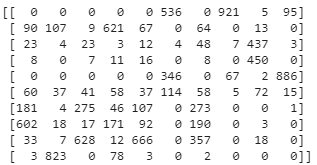 [[  0   0   0   0   0 536   0 921   5  95]
 [ 90 107   9 621  67   0  64   0  13   0]
 [ 23   4  23   3  12   4  48   7 437   3]
 [  8   0   7  11  16   0   8   0 450   0]
 [  0   0   0   0   0 346   0  67   2 886]
 [ 60  37  41  58  37 114  58   5  72  15]
 [181   4 275  46 107   0 273   0   0   1]
 [602  18  17 171  92   0 190   0   3   0]
 [ 33   7 628  12 666   0 357   0  18   0]
 [  3 823   0  78   3   0   2   0   0   0]]